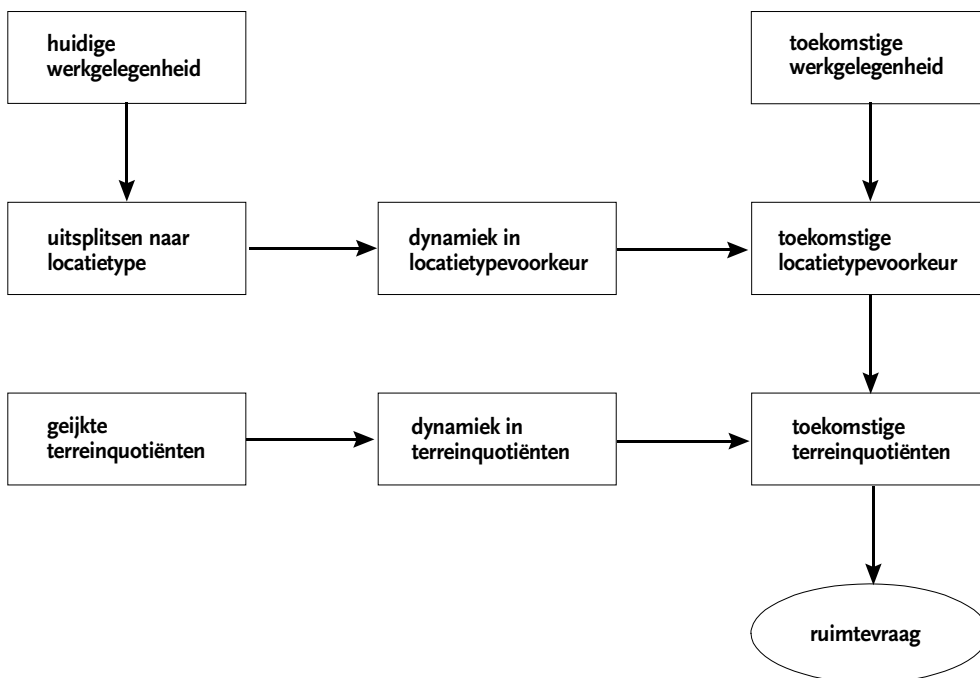 huidige
werkgelegenheid
toekomstige
werkgelegenheid
uitsplitsen naar
locatietype
dynamiek in
locatietypevoorkeur
toekomstige
locatietypevoorkeur
geijkte
terreinquotiënten
dynamiek in
terreinquotiënten
toekomstige
terreinquotiënten
ruimtevraag